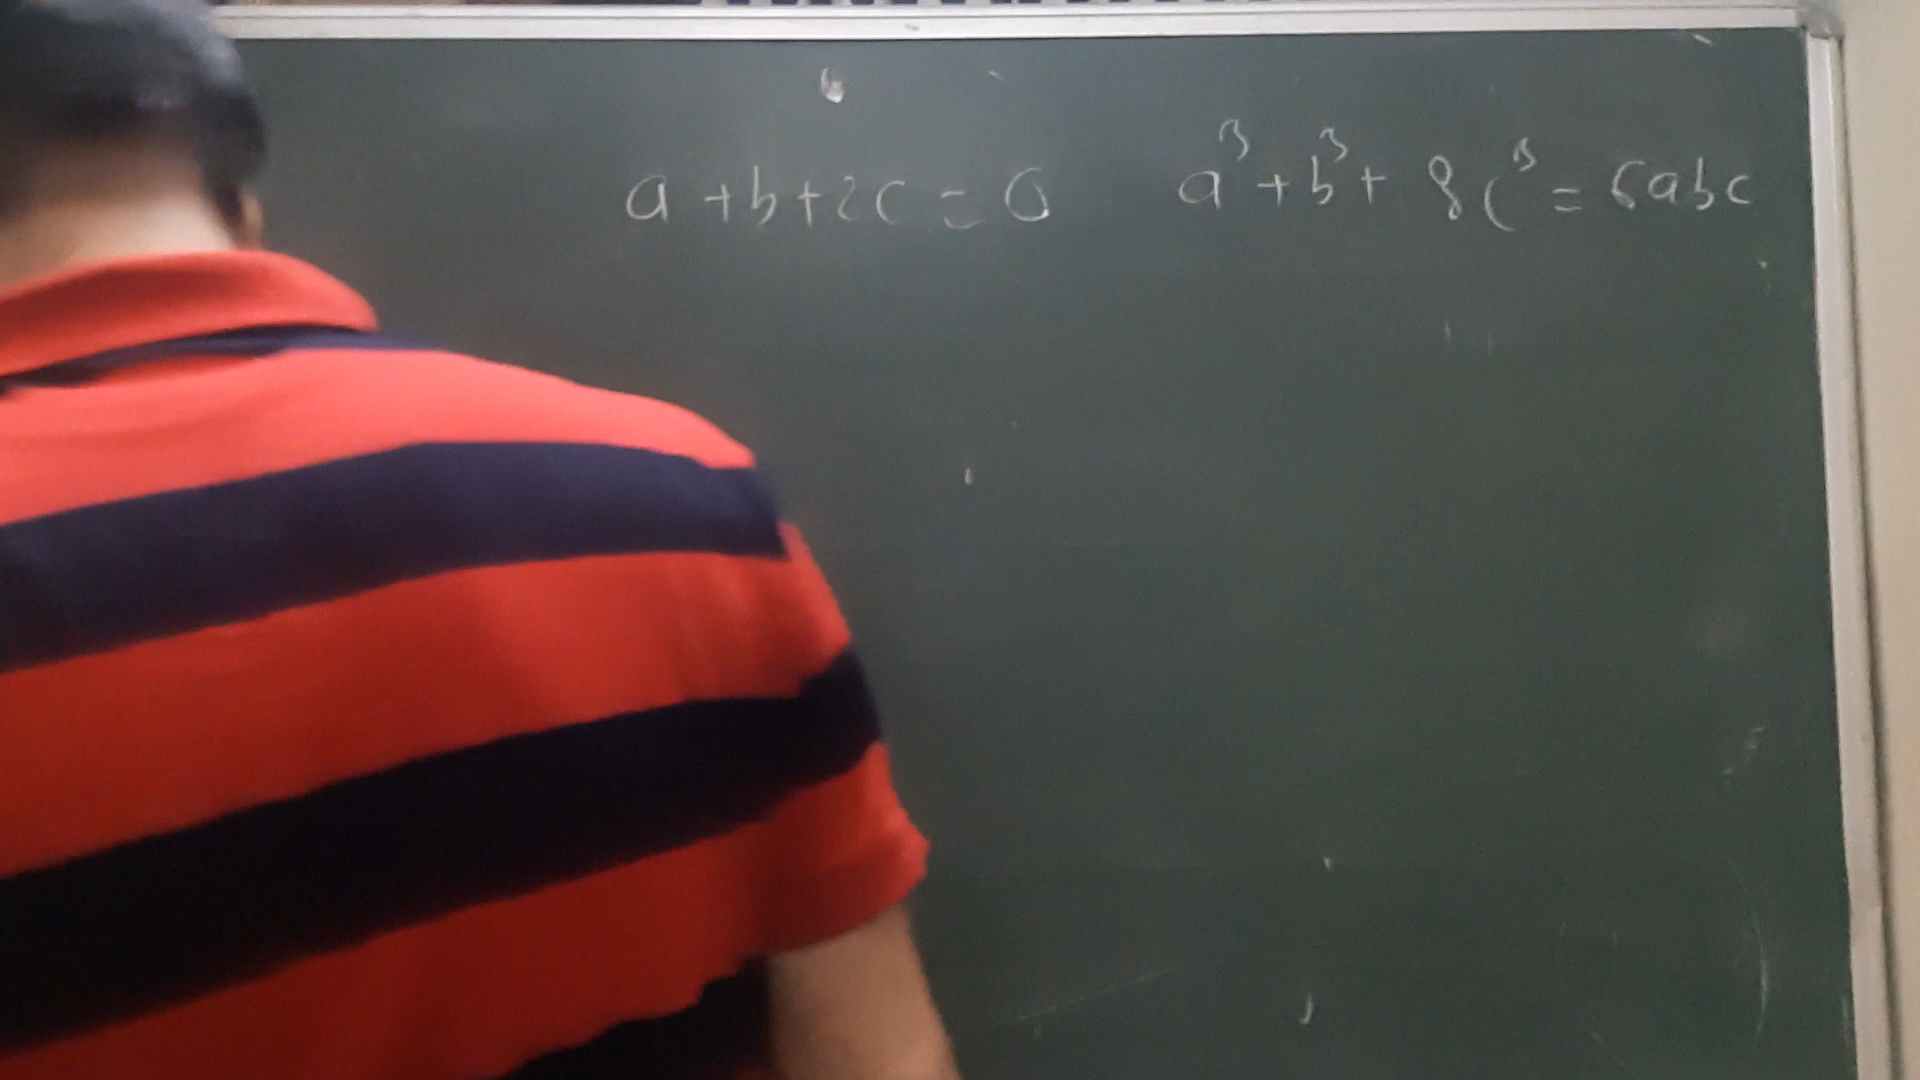 a + b + 2c = 0 a³ + b³ + 8c³ = 6abc